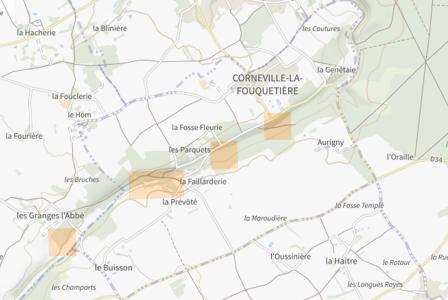 la Hacherie
la Blinière
les Coutures
la Genêtaie
CORNEVILLE-LA-
FOUQUETIÈRE
la Fouclerie
le Hom
la Fourière
la Fosse Fleurie
les Parquets
Aurigny
l'Oraille
D34
les Bruches
la Faillarderie
la Prévôté
la Fosse Temple
les Granges l'Abbé
la Maraudière
le Buisson
l'Oussinière
la Haitre
le Rotour
les Champarts
les Longues Rayes